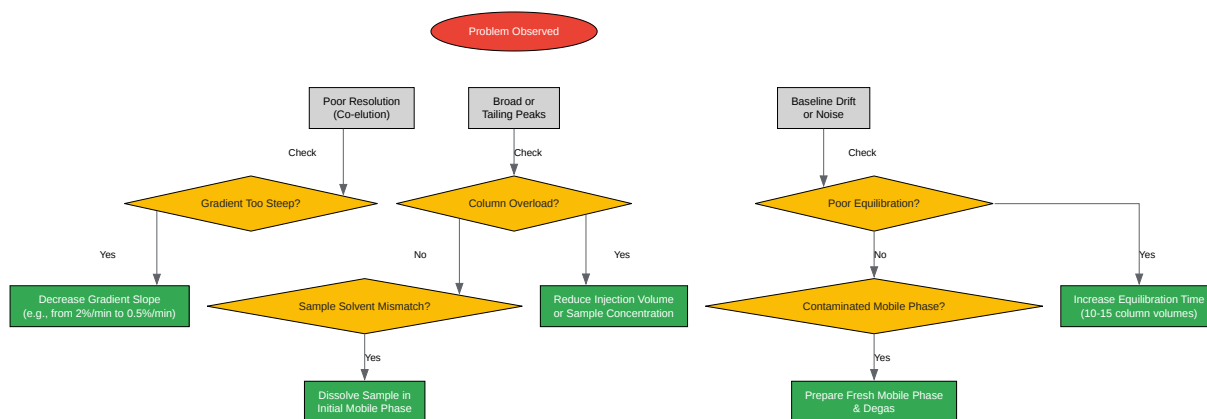 Problem Observed
Poor Resolution
(Co-elution)
Broad or
Tailing Peaks
Baseline Drift
or Noise
Check
Check
Check
Gradient Too Steep?
Column Overload?
Poor Equilibration?
Yes
No
Yes
No
Yes
Decrease Gradient Slope
(e.g., from 2%/min to 0.5%/min)
Sample Solvent Mismatch?
Reduce Injection Volume
or Sample Concentration
Contaminated Mobile Phase?
Increase Equilibration Time
(10-15 column volumes)
Yes
Yes
Dissolve Sample in
Initial Mobile Phase
Prepare Fresh Mobile Phase
& Degas